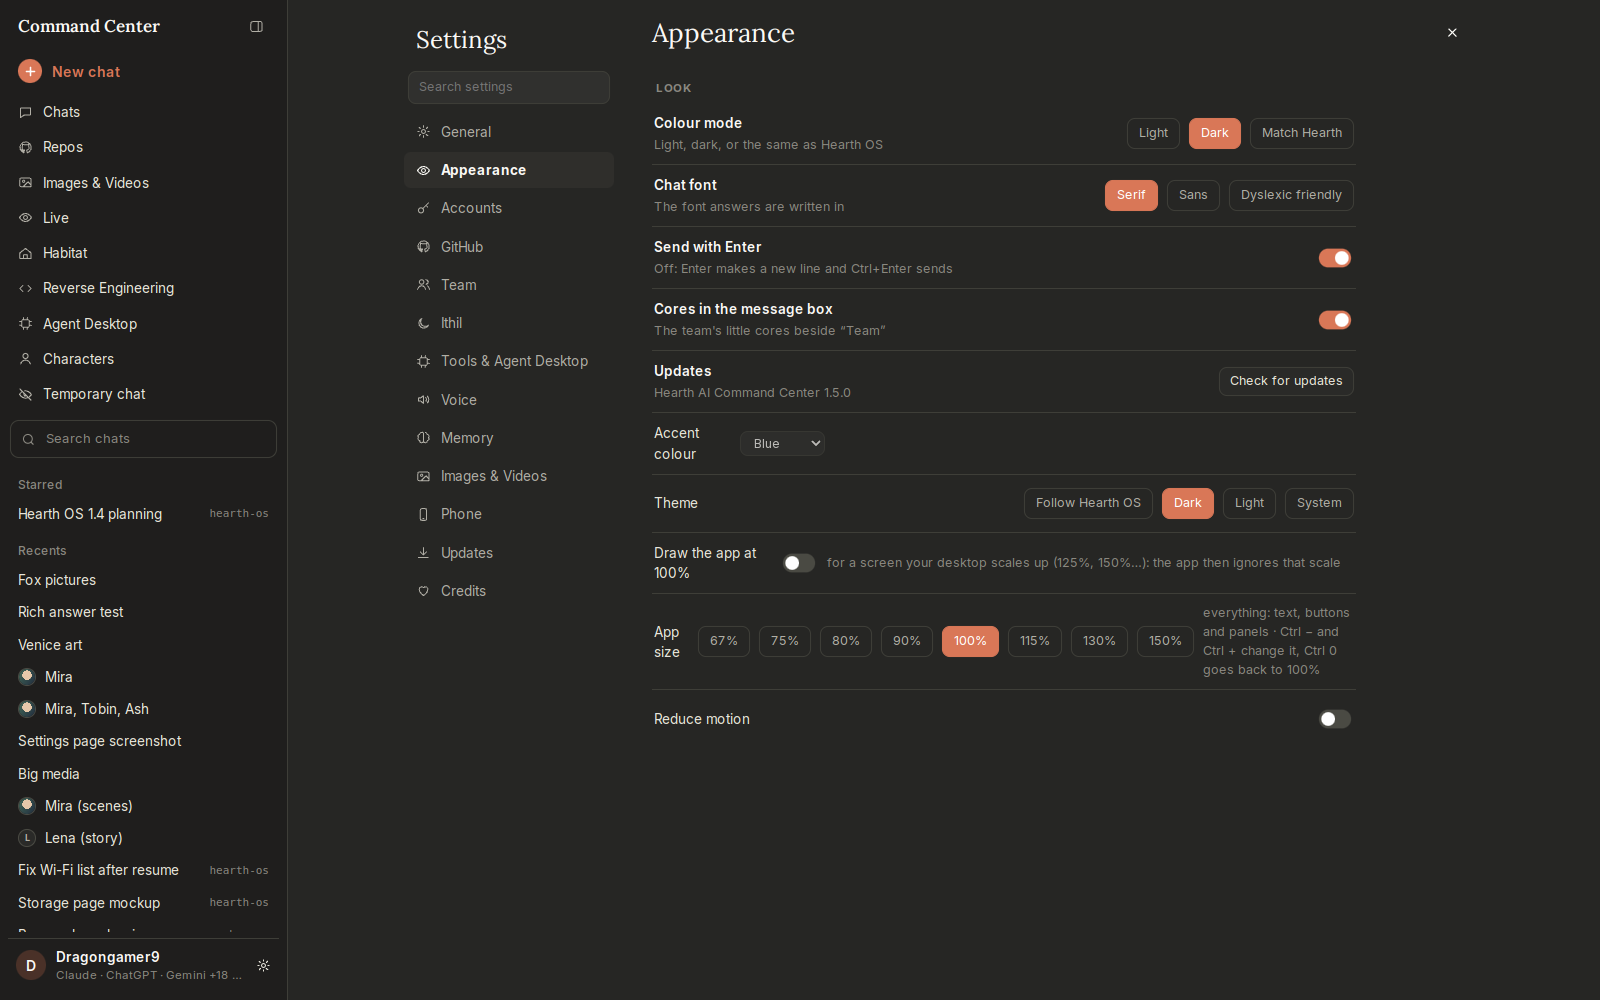 Command Center
New chat
Chats
Repos
Images & Videos
Live
Habitat
Reverse Engineering
Agent Desktop
Characters
Temporary chat
Search chats
Starred
Hearth OS 1.4 planning hearth-os
Recents
Fox pictures
Rich answer test
Venice art
Mira
Mira, Tobin, Ash
Settings page screenshot
Big media
Mira (scenes)
L Lena (story)
Fix Wi-Fi list after resume hearth-os
Storage page mockup hearth-os
D Dragongamer9
Claude · ChatGPT · Gemini +18 ...
Settings
Search settings
General
Appearance
Accounts
GitHub
Team
Ithil
Tools & Agent Desktop
Voice
Memory
Images & Videos
Phone
Updates
Credits
Appearance
LOOK
Colour mode
Light, dark, or the same as Hearth OS
Light Dark Match Hearth
Chat font
The font answers are written in
Serif Sans Dyslexic friendly
Send with Enter
Off: Enter makes a new line and Ctrl+Enter sends
Cores in the message box
The team's little cores beside “Team”
Updates
Hearth AI Command Center 1.5.0
Check for updates
Accent
colour
Blue
Theme
Follow Hearth OS Dark Light System
Draw the app at
100%
for a screen your desktop scales up (125%, 150%...): the app then ignores that scale
App
size
67% 75% 80% 90% 100% 115% 130% 150%
everything: text, buttons
and panels · Ctrl − and
Ctrl + change it, Ctrl 0
goes back to 100%
Reduce motion